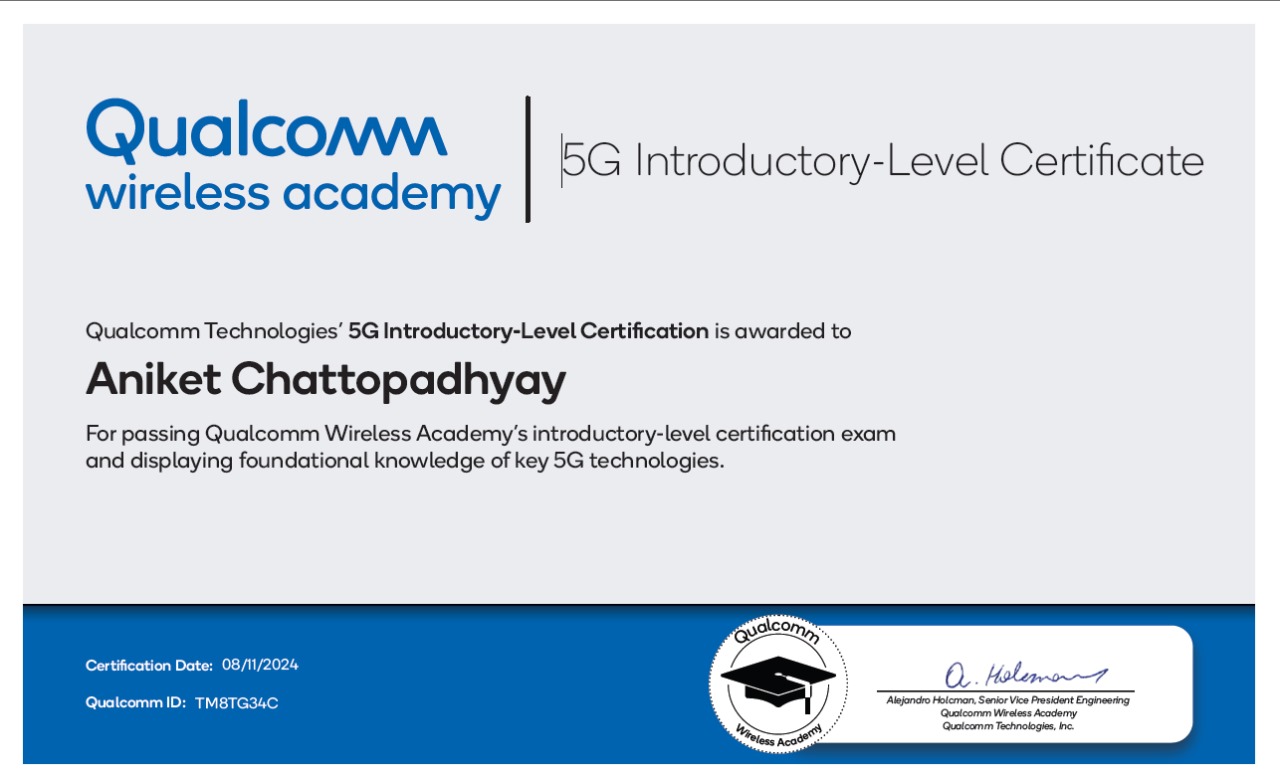 Qualcomm
wireless academy
5G Introductory-Level Certificate
Qualcomm Technologies’ 5G Introductory-Level Certification is awarded to
Aniket Chattopadhyay
For passing Qualcomm Wireless Academy’s introductory-level certification exam
and displaying foundational knowledge of key 5G technologies.
Certification Date: 08/11/2024
Qualcomm ID: TM8TG34C
Qualcomm
Wireless Academy
A. Holcman
Alejandro Holcman, Senior Vice President Engineering
Qualcomm Wireless Academy
Qualcomm Technologies, Inc.